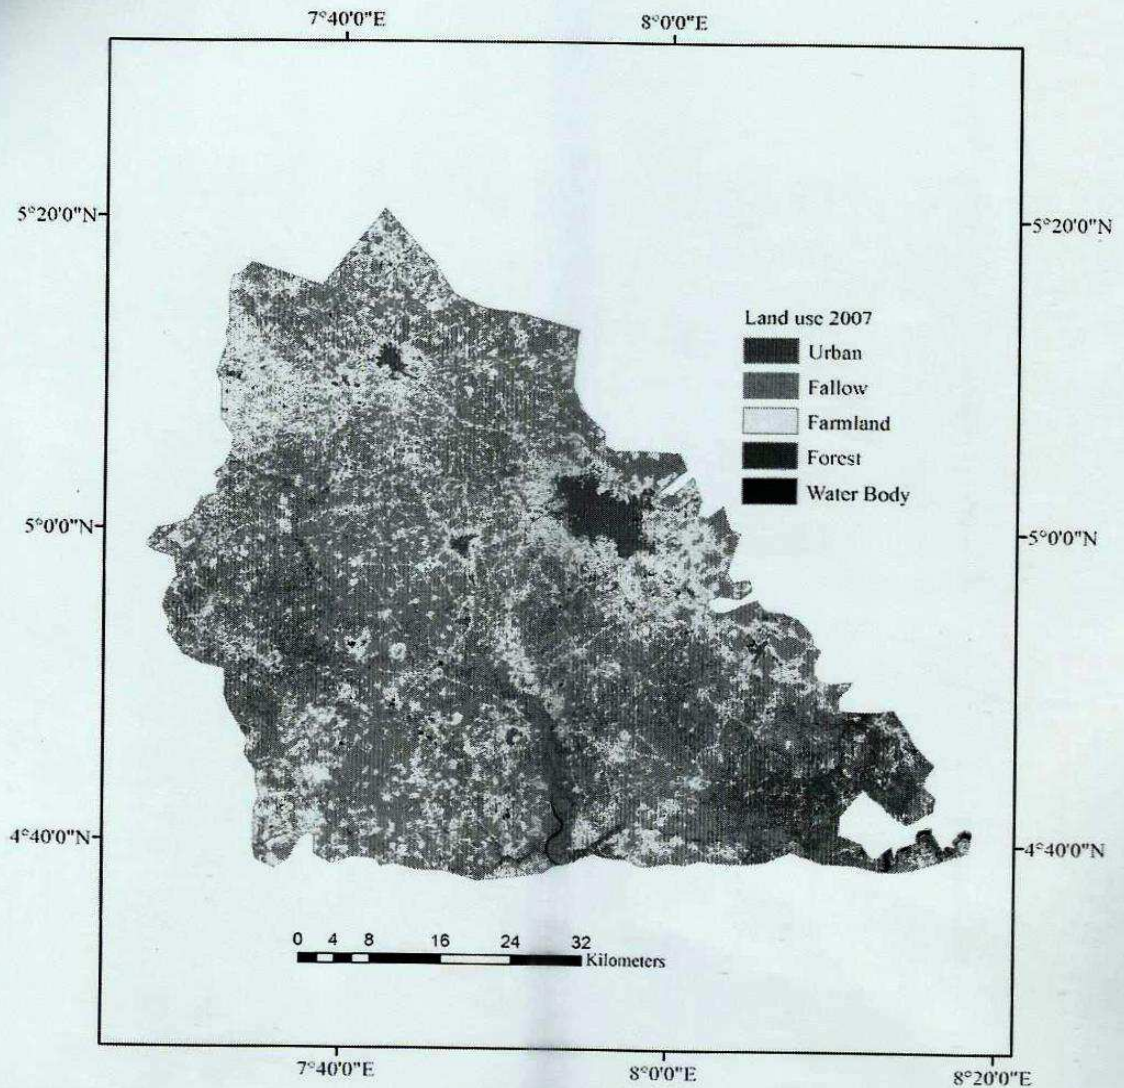 7°40'0"E
8°0'0"E
5°20'0"N
5°20'0"N
Land use 2007
Urban
Fallow
Farmland
Forest
Water Body
5°0'0"N
5°0'0"N
4°40'0"N
4°40'0"N
0 4 8 16 24 32
Kilometers
7°40'0"E
8°0'0"E
8°20'0"E